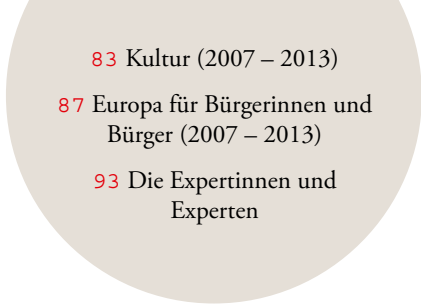 83 Kultur (2007 – 2013)
87 Europa für Bürgerinnen und
Bürger (2007 – 2013)
93 Die Expertinnen und
Experten